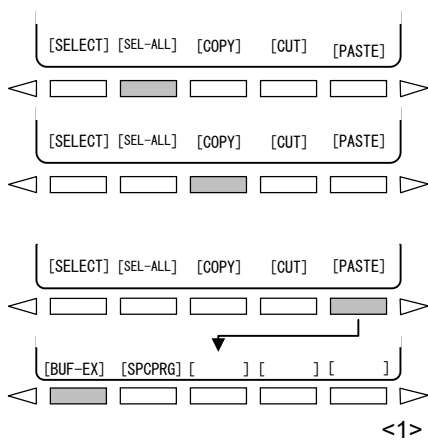 [SELECT] [SEL-ALL] [COPY] [CUT] [PASTE]
[SELECT] [SEL-ALL] [COPY] [CUT] [PASTE]
[SELECT] [SEL-ALL] [COPY] [CUT] [PASTE]
[BUF-EX] [SPCPRG] [ ] [ ] [ ]
<1>